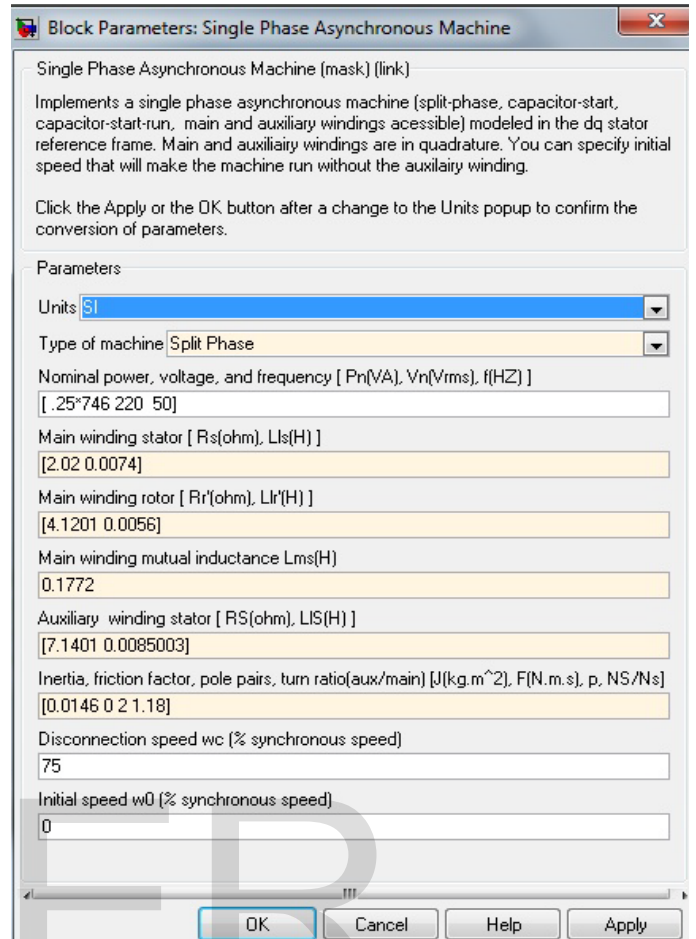 Block Parameters: Single Phase Asynchronous Machine
x
Single Phase Asynchronous Machine (mask) (link)
Implements a single phase asynchronous machine (split-phase, capacitor-start,
capacitor-start-run, main and auxiliary windings acessible) modeled in the dq stator
reference frame. Main and auxiliairy windings are in quadrature. You can specify initial
speed that will make the machine run without the auxilairy winding.
Click the Apply or the OK button after a change to the Units popup to confirm the
conversion of parameters.
Parameters
Units SI
Type of machine Split Phase
Nominal power, voltage, and frequency [ Pn(VA), Vn(Vrms), f(HZ) ]
[ .25*746 220 50]
Main winding stator [ Rs(ohm), Lls(H) ]
[2.02 0.0074]
Main winding rotor [ Rr'(ohm), Llr'(H) ]
[4.1201 0.0056]
Main winding mutual inductance Lms(H)
0.1772
Auxiliary winding stator [ RS(ohm), LlS(H) ]
[7.1401 0.0085003]
Inertia, friction factor, pole pairs, turn ratio(aux/main) [J(kg.m^2), F(N.m.s), p, NS/Ns]
[0.0146 0 2 1.18]
Disconnection speed wc (% synchronous speed)
75
Initial speed w0 (% synchronous speed)
0
OK Cancel Help Apply